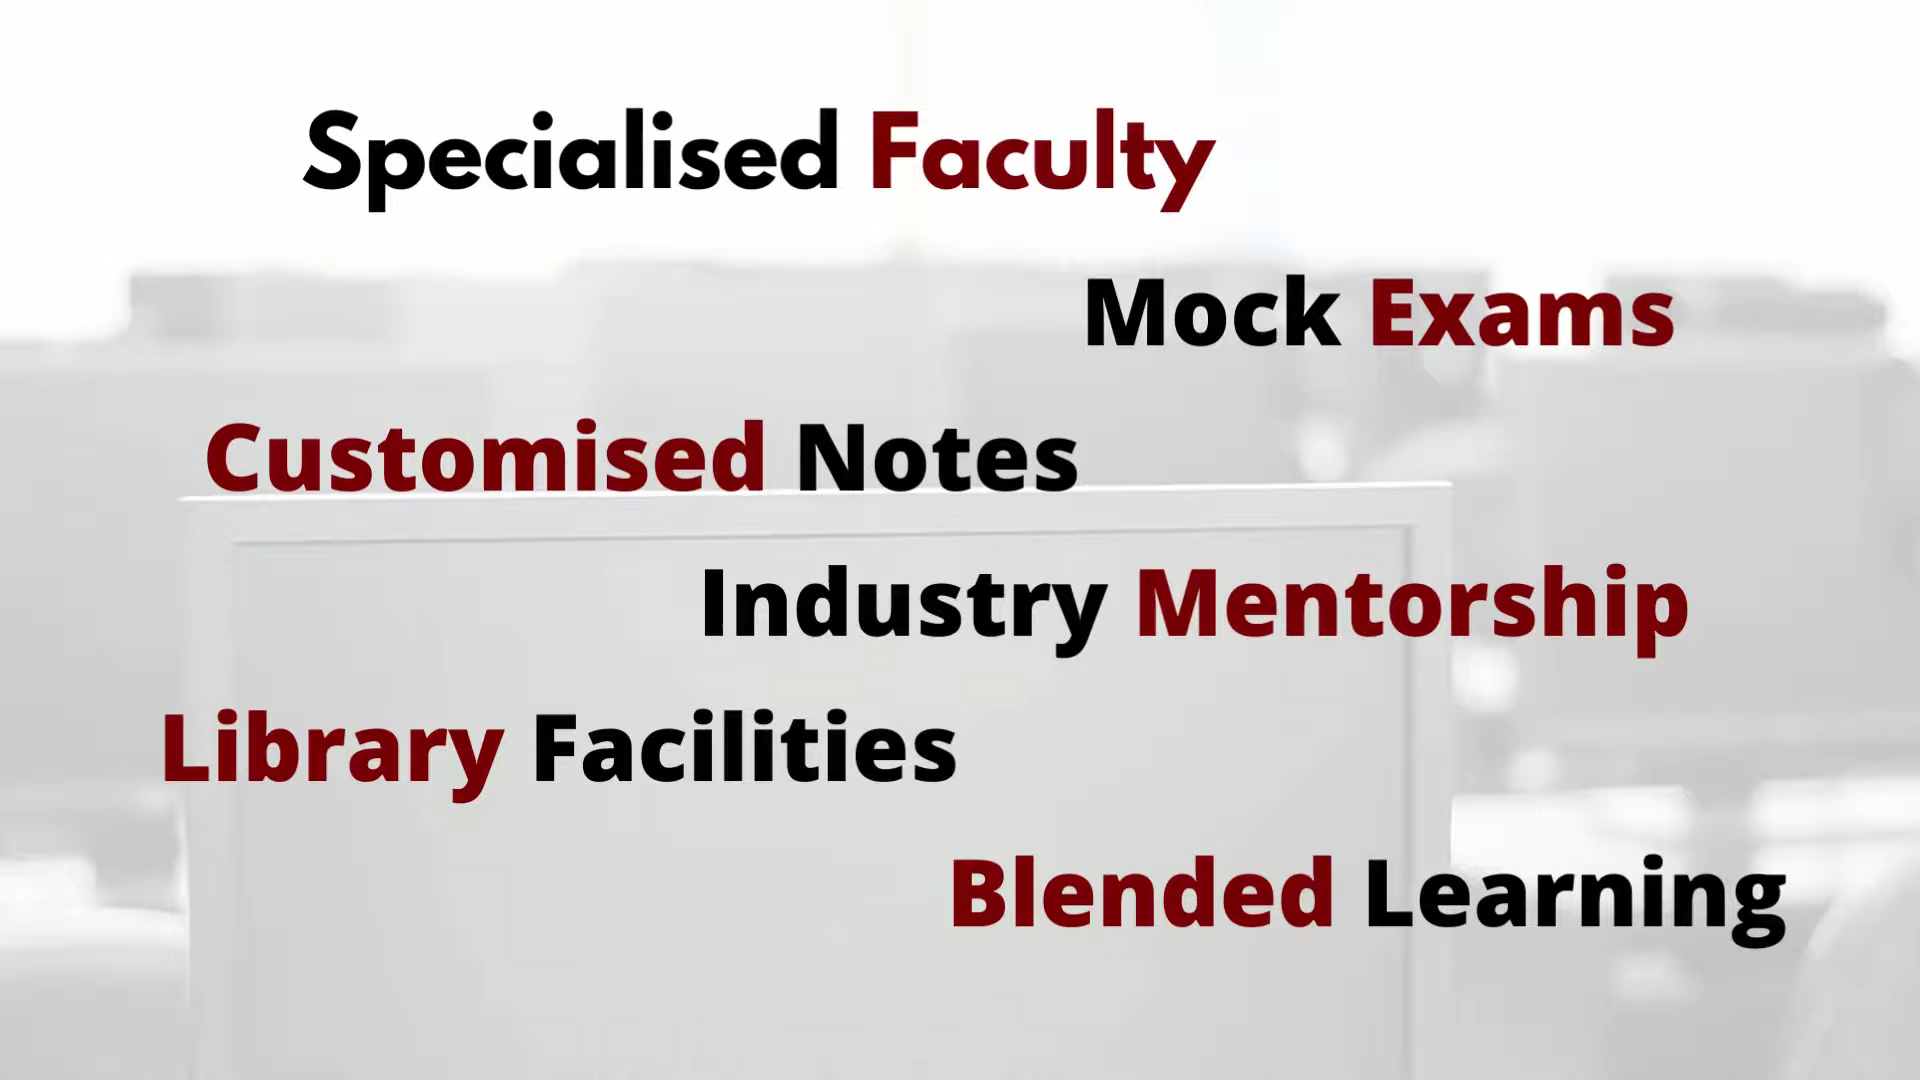 Specialised Faculty
Mock Exams
Customised Notes
Industry Mentorship
Library Facilities
Blended Learning